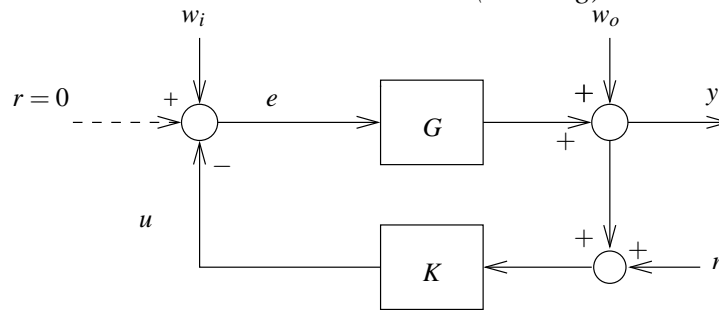 w_i
w_o
r = 0
+
e
G
+
+
y
−
u
K
+
+